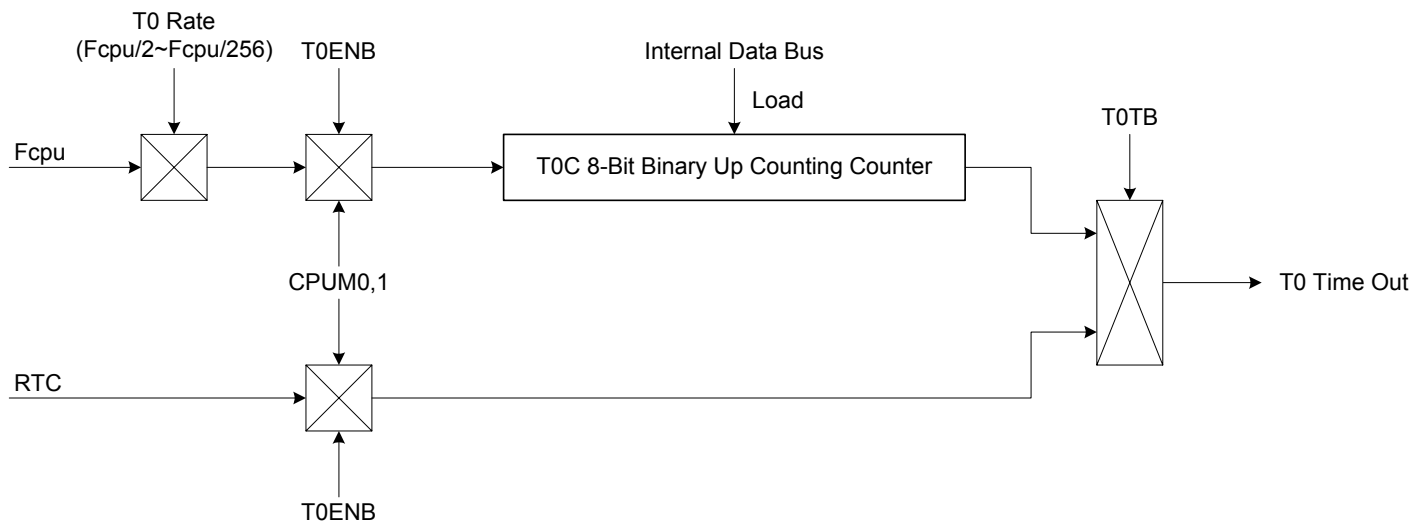 T0 Rate
(Fcpu/2~Fcpu/256)
T0ENB
Internal Data Bus
Load
T0TB
Fcpu
T0C 8-Bit Binary Up Counting Counter
CPUM0,1
T0 Time Out
RTC
T0ENB